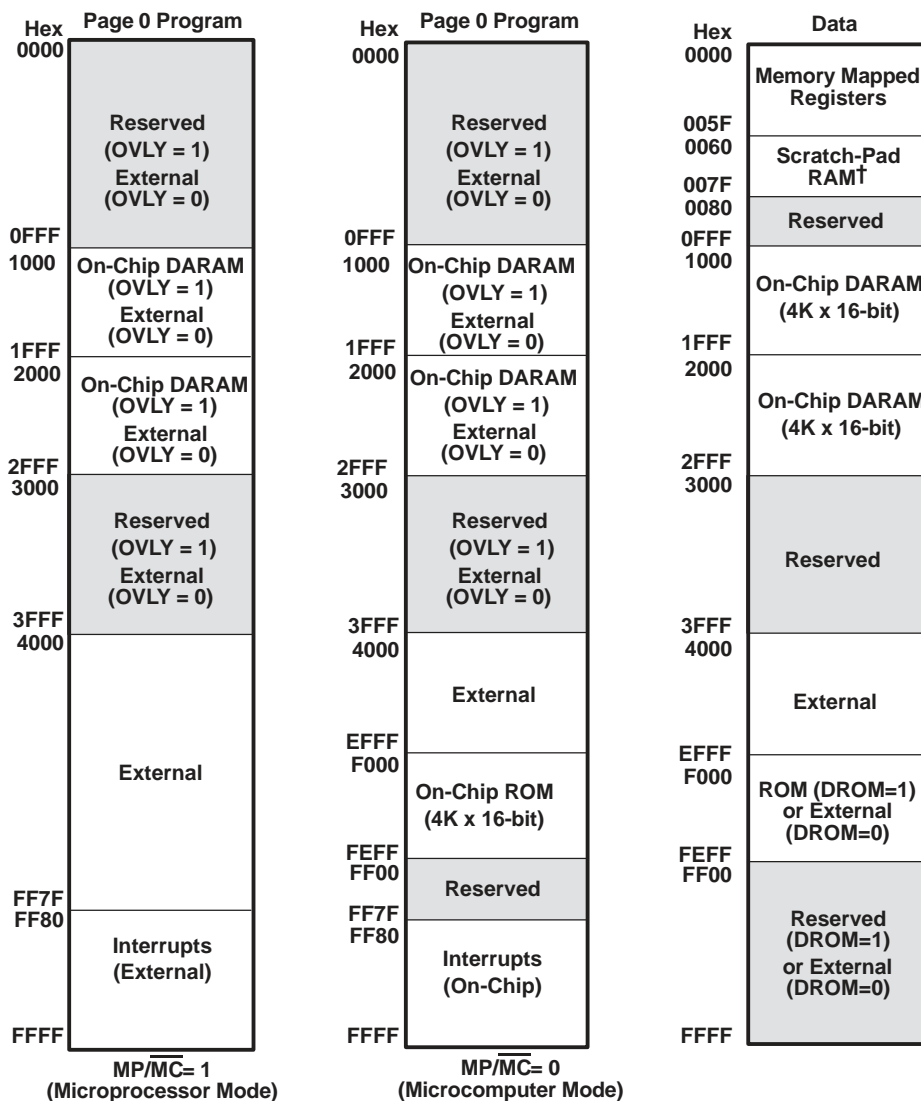 Hex
Page 0 Program
0000
Reserved
(OVLY = 1)
External
(OVLY = 0)
0FFF
1000
On-Chip DARAM
(OVLY = 1)
External
(OVLY = 0)
1FFF
2000
On-Chip DARAM
(OVLY = 1)
External
(OVLY = 0)
2FFF
3000
Reserved
(OVLY = 1)
External
(OVLY = 0)
3FFF
4000
External
FF7F
FF80
Interrupts
(External)
FFFF
MP/M̅C̅= 1
(Microprocessor Mode)
Hex
Page 0 Program
0000
Reserved
(OVLY = 1)
External
(OVLY = 0)
0FFF
1000
On-Chip DARAM
(OVLY = 1)
External
(OVLY = 0)
1FFF
2000
On-Chip DARAM
(OVLY = 1)
External
(OVLY = 0)
2FFF
3000
Reserved
(OVLY = 1)
External
(OVLY = 0)
3FFF
4000
External
EFFF
F000
On-Chip ROM
(4K x 16-bit)
FEFF
FF00
Reserved
FF7F
FF80
Interrupts
(On-Chip)
FFFF
MP/M̅C̅= 0
(Microcomputer Mode)
Hex
Data
0000
Memory Mapped
Registers
005F
0060
Scratch-Pad
RAM†
007F
0080
Reserved
0FFF
1000
On-Chip DARAM
(4K x 16-bit)
1FFF
2000
On-Chip DARAM
(4K x 16-bit)
2FFF
3000
Reserved
3FFF
4000
External
EFFF
F000
ROM (DROM=1)
or External
(DROM=0)
FEFF
FF00
Reserved
(DROM=1)
or External
(DROM=0)
FFFF